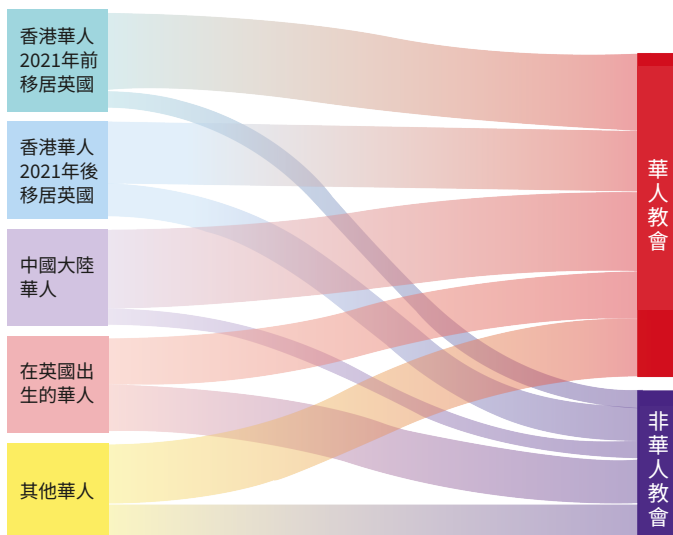 香港華人
2021年前
移居英國
香港華人
2021年後
移居英國
中國大陸
華人
在英國出
生的華人
其他華人
華人教會
非華人教會